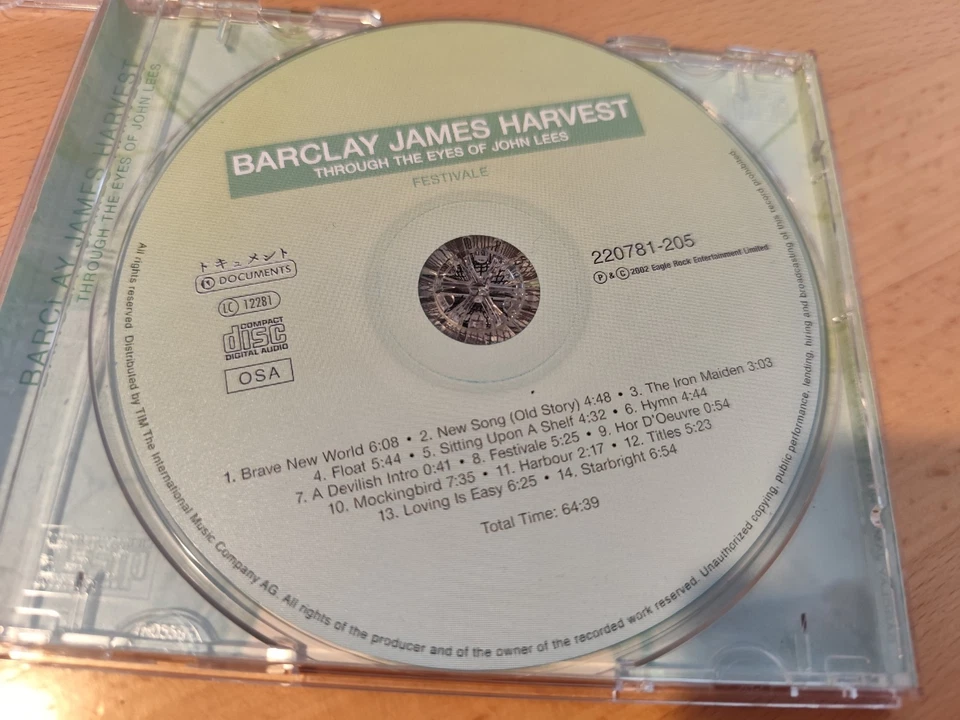 BARCLAY JAMES HARVEST
THROUGH THE EYES OF JOHN LEES
BARCLAY JAMES HARVEST
THROUGH THE EYES OF JOHN LEES
FESTIVALE
ドキュメント
DOCUMENTS
LC 12281
COMPACT
disc
DIGITAL AUDIO
OSA
220781-205
Ⓟ & Ⓒ 2002 Eagle Rock Entertainment Limited
1. Brave New World 6:08 • 2. New Song (Old Story) 4:48 • 3. The Iron Maiden 3:03
4. Float 5:44 • 5. Sitting Upon A Shelf 4:32 • 6. Hymn 4:44
7. A Devilish Intro 0:41 • 8. Festivale 5:25 • 9. Hor D'Oeuvre 0:54
10. Mockingbird 7:35 • 11. Harbour 2:17 • 12. Titles 5:23
13. Loving Is Easy 6:25 • 14. Starbright 6:54
Total Time: 64:39
All rights reserved. Distributed by TIM The International Music Company AG. All rights of the producer and of the owner of the recorded work reserved. Unauthorized copying, public performance, lending, hiring and broadcasting of this record prohibited.